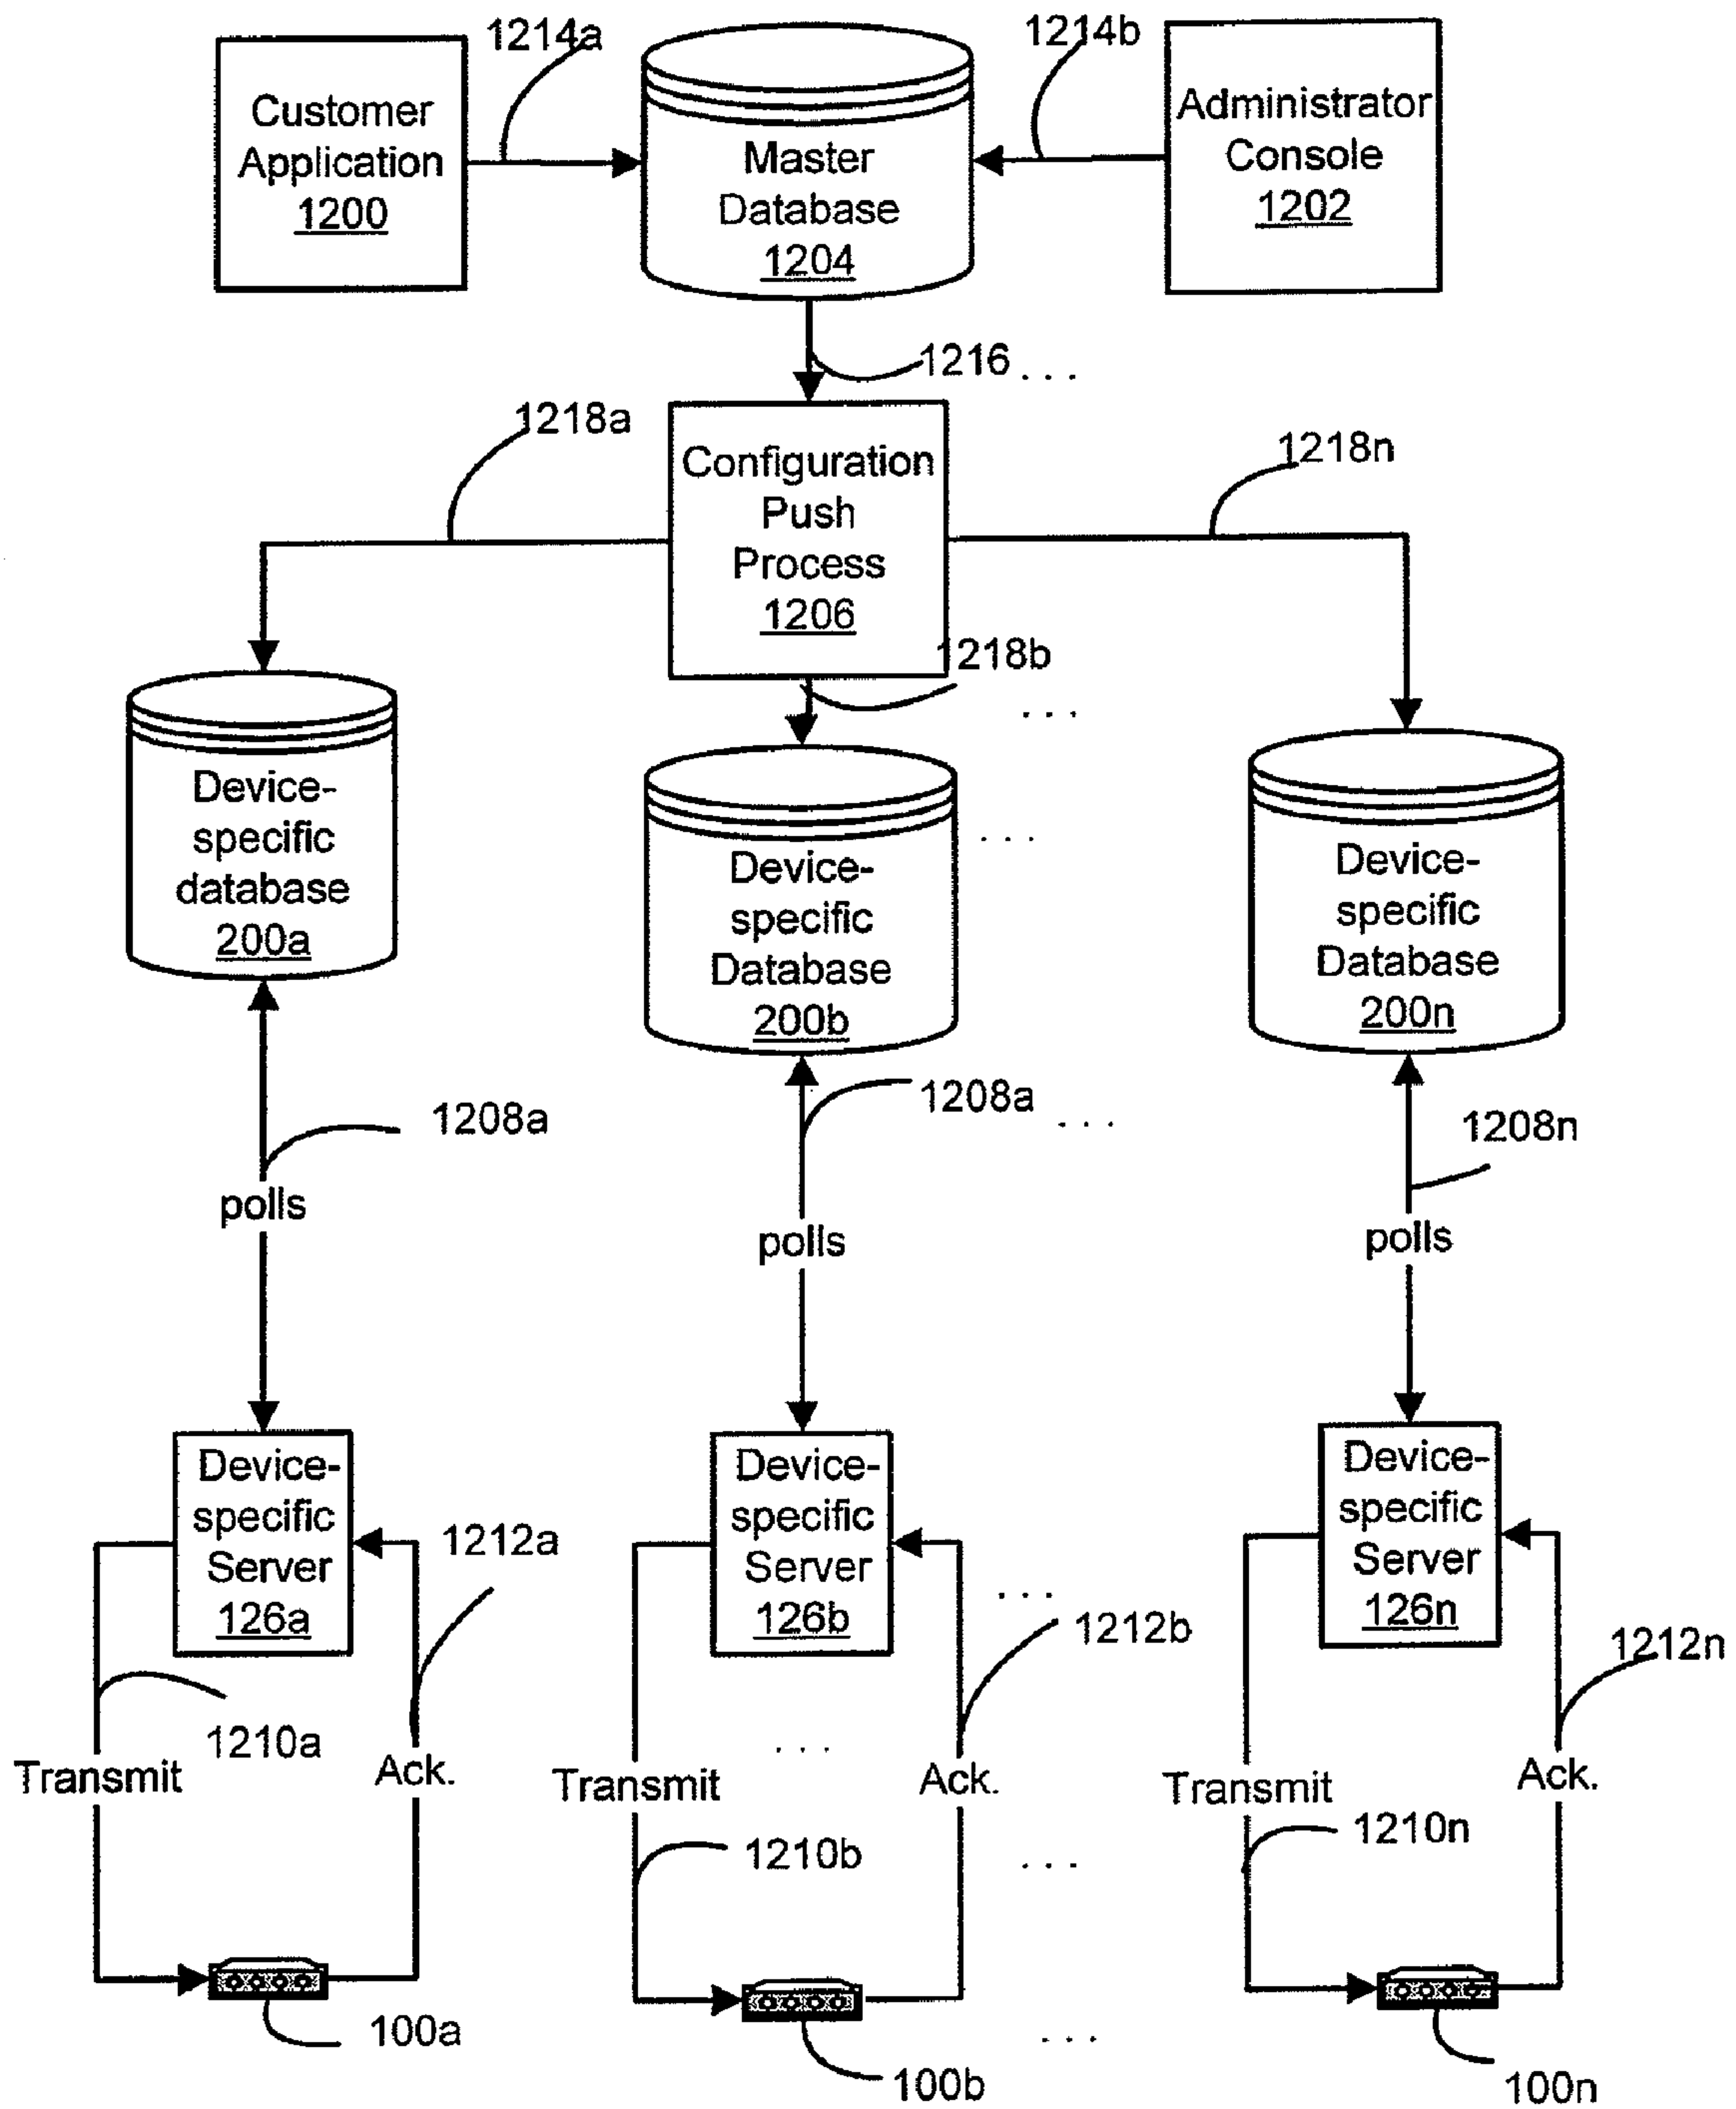 1214a
1214b
Customer
Application
1200
Master
Database
1204
Administrator
Console
1202
1216 . . .
1218a
1218n
Configuration
Push
Process
1206
1218b
. . .
Device-
specific
database
200a
Device-
specific
Database
200b
. . .
Device-
specific
Database
200n
1208a
1208a
. . .
1208n
polls
polls
polls
Device-
specific
Server
126a
1212a
Device-
specific
Server
126b
. . .
1212b
Device-
specific
Server
126n
1212n
1210a
Transmit
Ack.
. . .
Transmit
Ack.
Transmit
Ack.
1210b
. . .
1210n
100a
100b
. . .
100n